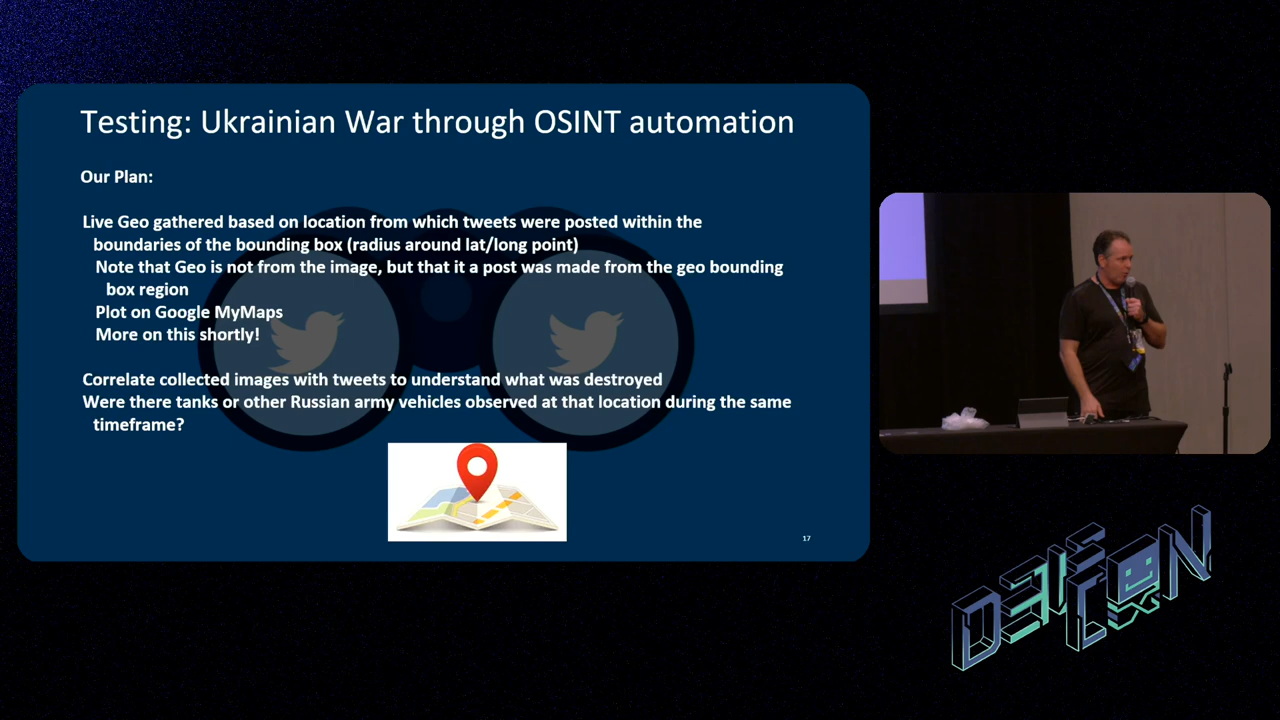 Testing: Ukrainian War through OSINT automation
Our Plan:
Live Geo gathered based on location from which tweets were posted within the
boundaries of the bounding box (radius around lat/long point)
Note that Geo is not from the image, but that it a post was made from the geo bounding
box region
Plot on Google MyMaps
More on this shortly!
Correlate collected images with tweets to understand what was destroyed
Were there tanks or other Russian army vehicles observed at that location during the same
timeframe?
17
DEF
CON